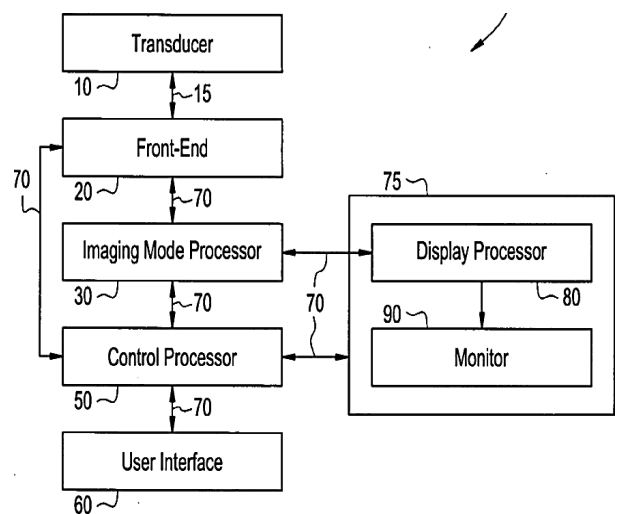 Transducer
10
15
Front-End
20
70
70
75
Imaging Mode Processor
30
70
70
Display Processor
80
90
Monitor
Control Processor
50
70
User Interface
60